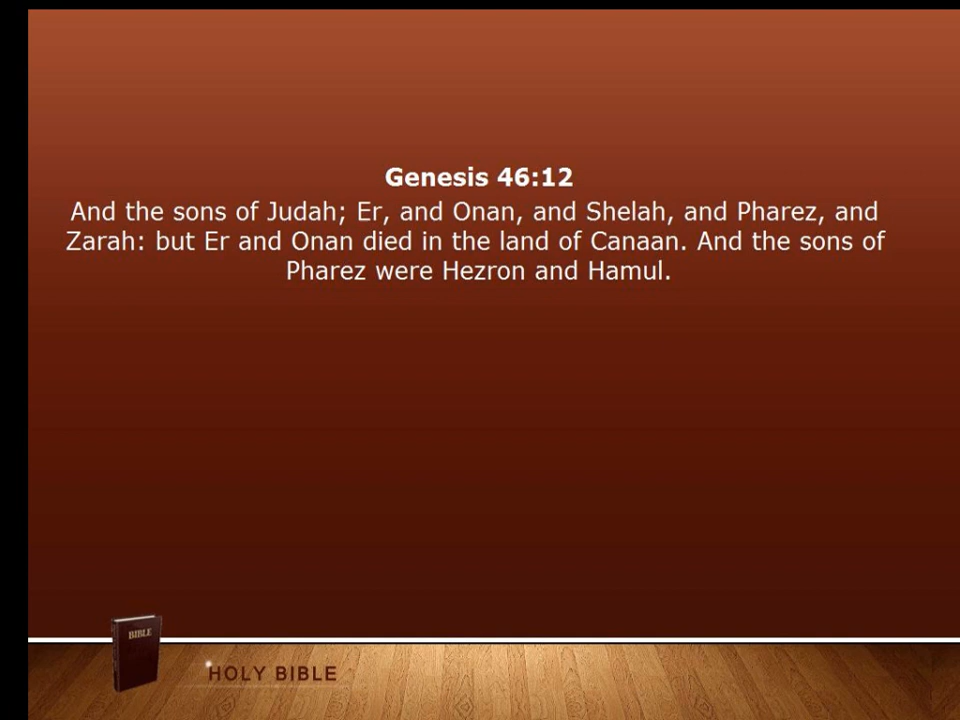 Genesis 46:12
And the sons of Judah; Er, and Onan, and Shelah, and Pharez, and
Zarah: but Er and Onan died in the land of Canaan. And the sons of
Pharez were Hezron and Hamul.
BIBLE
HOLY BIBLE